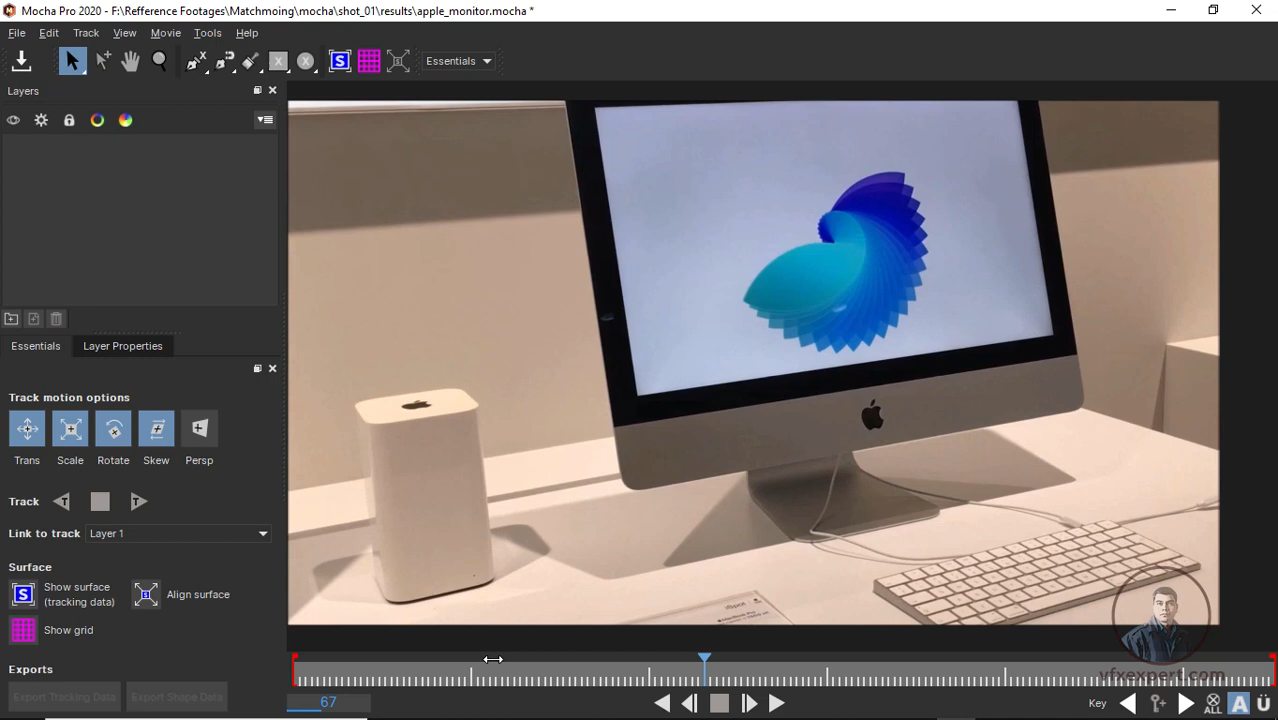 Mocha Pro 2020 - F:\Refference Footages\Matchmoing\mocha\shot_01\results\apple_monitor.mocha *
File Edit Track View Movie Tools Help
Essentials
Layers
Essentials Layer Properties
Track motion options
Trans Scale Rotate Skew Persp
Track
Link to track Layer 1
Surface
Show surface
(tracking data)
Align surface
Show grid
Exports
Export Tracking Data Export Shape Data
67
Key
ALL
A
Ü
vfxexpert.com